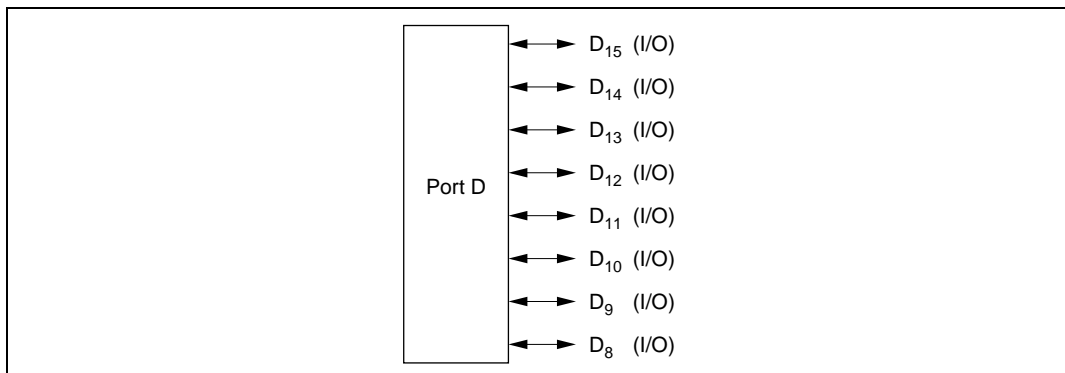 D15 (I/O)
D14 (I/O)
D13 (I/O)
D12 (I/O)
Port D
D11 (I/O)
D10 (I/O)
D9 (I/O)
D8 (I/O)